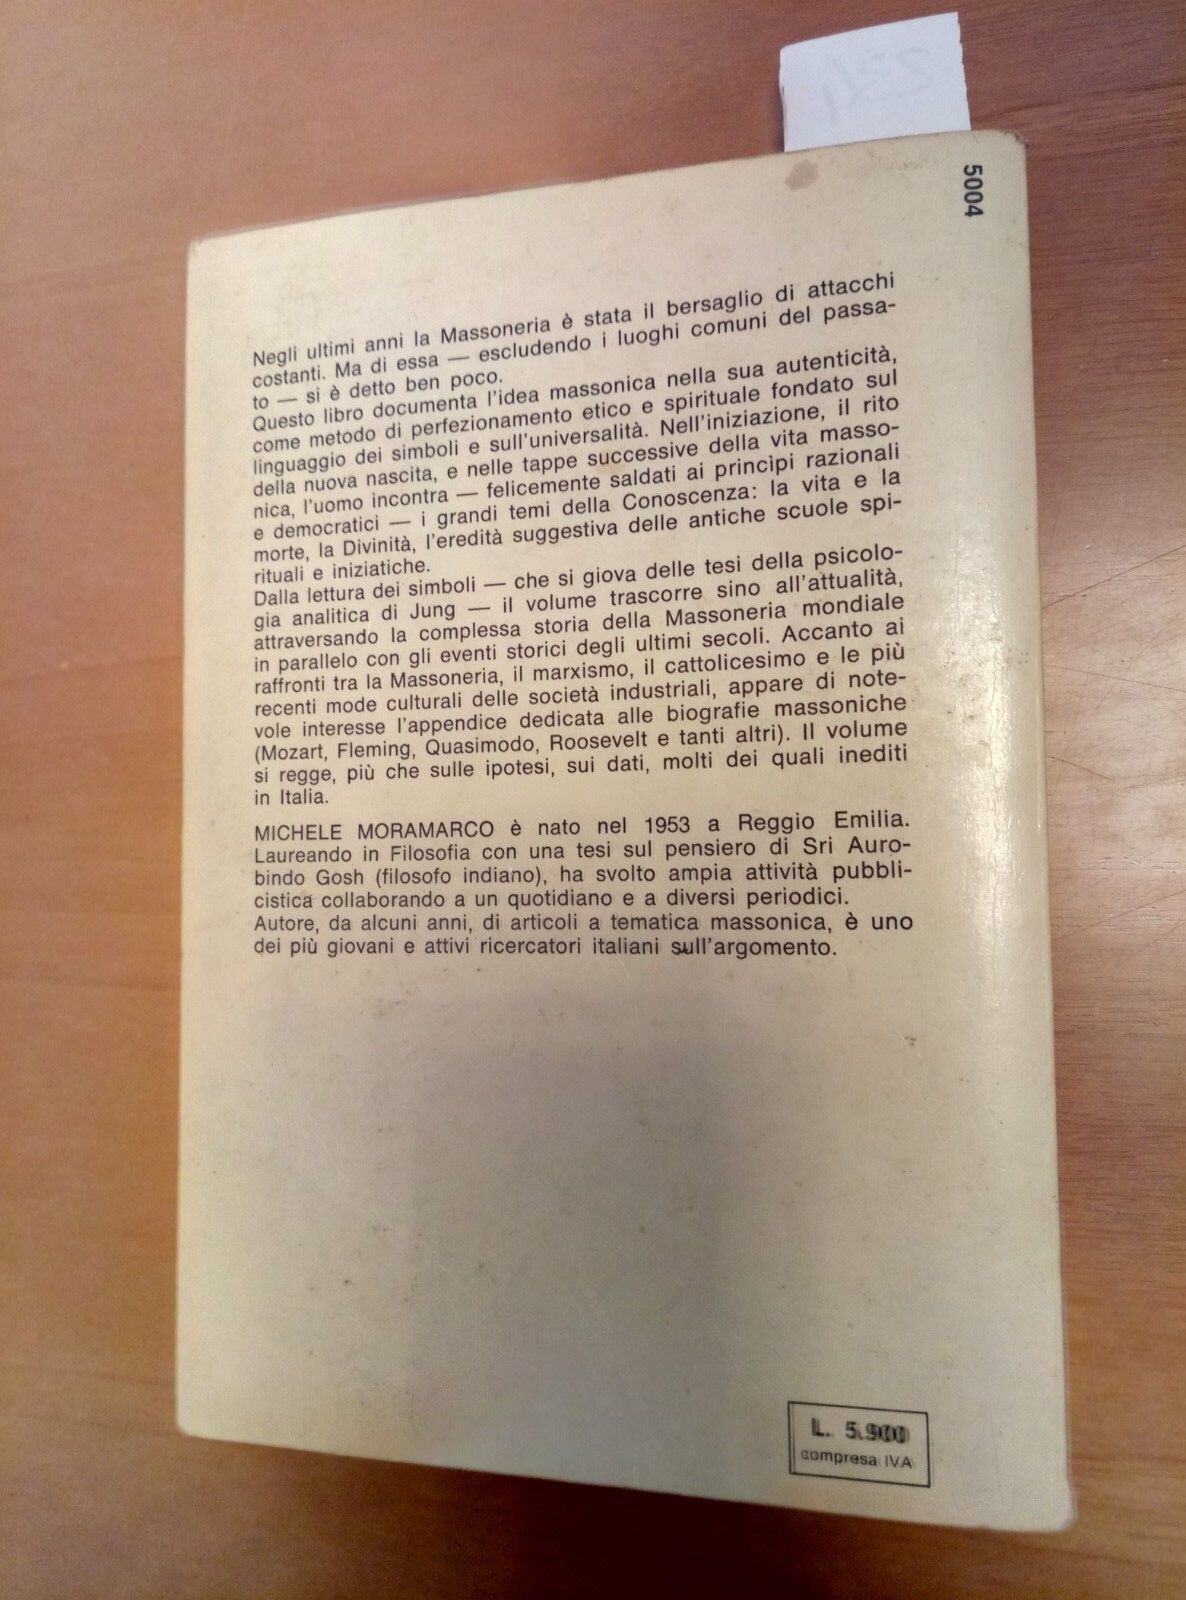 5004
Negli ultimi anni la Massoneria è stata il bersaglio di attacchi
costanti. Ma di essa — escludendo i luoghi comuni del passa-
to — si è detto ben poco.
Questo libro documenta l'idea massonica nella sua autenticità,
come metodo di perfezionamento etico e spirituale fondato sul
linguaggio dei simboli e sull'universalità. Nell'iniziazione, il rito
della nuova nascita, e nelle tappe successive della vita masso-
nica, l'uomo incontra — felicemente saldati ai princìpi razionali
e democratici — i grandi temi della Conoscenza: la vita e la
morte, la Divinità, l'eredità suggestiva delle antiche scuole spi-
rituali e iniziatiche.
Dalla lettura dei simboli — che si giova delle tesi della psicolo-
gia analitica di Jung — il volume trascorre sino all'attualità,
attraversando la complessa storia della Massoneria mondiale
in parallelo con gli eventi storici degli ultimi secoli. Accanto ai
raffronti tra la Massoneria, il marxismo, il cattolicesimo e le più
recenti mode culturali delle società industriali, appare di note-
vole interesse l'appendice dedicata alle biografie massoniche
(Mozart, Fleming, Quasimodo, Roosevelt e tanti altri). Il volume
si regge, più che sulle ipotesi, sui dati, molti dei quali inediti
in Italia.
MICHELE MORAMARCO è nato nel 1953 a Reggio Emilia.
Laureando in Filosofia con una tesi sul pensiero di Sri Auro-
bindo Gosh (filosofo indiano), ha svolto ampia attività pubbli-
cistica collaborando a un quotidiano e a diversi periodici.
Autore, da alcuni anni, di articoli a tematica massonica, è uno
dei più giovani e attivi ricercatori italiani sull'argomento.
L. 5.900
compresa IVA